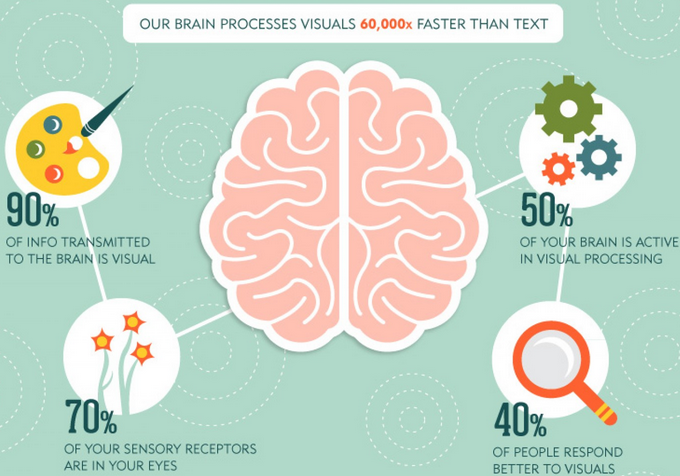 OUR BRAIN PROCESSES VISUALS 60,000x FASTER THAN TEXT
90%
OF INFO TRANSMITTED
TO THE BRAIN IS VISUAL
50%
OF YOUR BRAIN IS ACTIVE
IN VISUAL PROCESSING
70%
OF YOUR SENSORY RECEPTORS
ARE IN YOUR EYES
40%
OF PEOPLE RESPOND
BETTER TO VISUALS